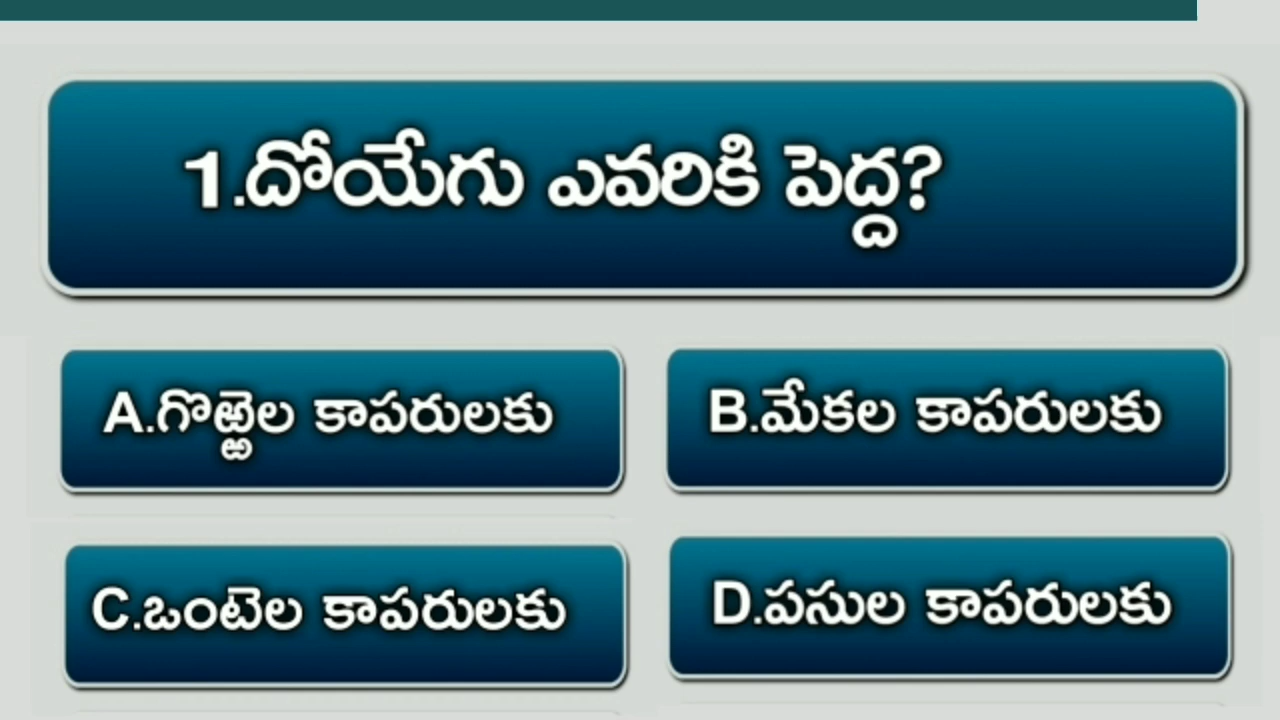 1.దోయేగు ఎవరికి పెద్ద?
A.గొఱ్ఱెల కాపరులకు
B.మేకల కాపరులకు
C.ఒంటెల కాపరులకు
D.పసుల కాపరులకు